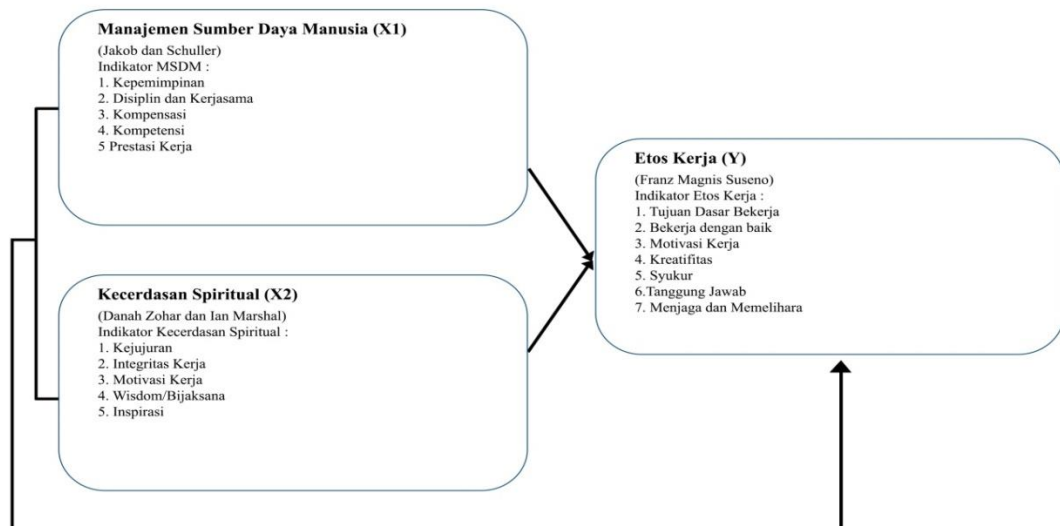 Manajemen Sumber Daya Manusia (X1)
(Jakob dan Schuller)
Indikator MSDM :
1. Kepemimpinan
2. Disiplin dan Kerjasama
3. Kompensasi
4. Kompetensi
5 Prestasi Kerja
Kecerdasan Spiritual (X2)
(Danah Zohar dan Ian Marshal)
Indikator Kecerdasan Spiritual :
1. Kejujuran
2. Integritas Kerja
3. Motivasi Kerja
4. Wisdom/Bijaksana
5. Inspirasi
Etos Kerja (Y)
(Franz Magnis Suseno)
Indikator Etos Kerja :
1. Tujuan Dasar Bekerja
2. Bekerja dengan baik
3. Motivasi Kerja
4. Kreatifitas
5. Syukur
6.Tanggung Jawab
7. Menjaga dan Memelihara